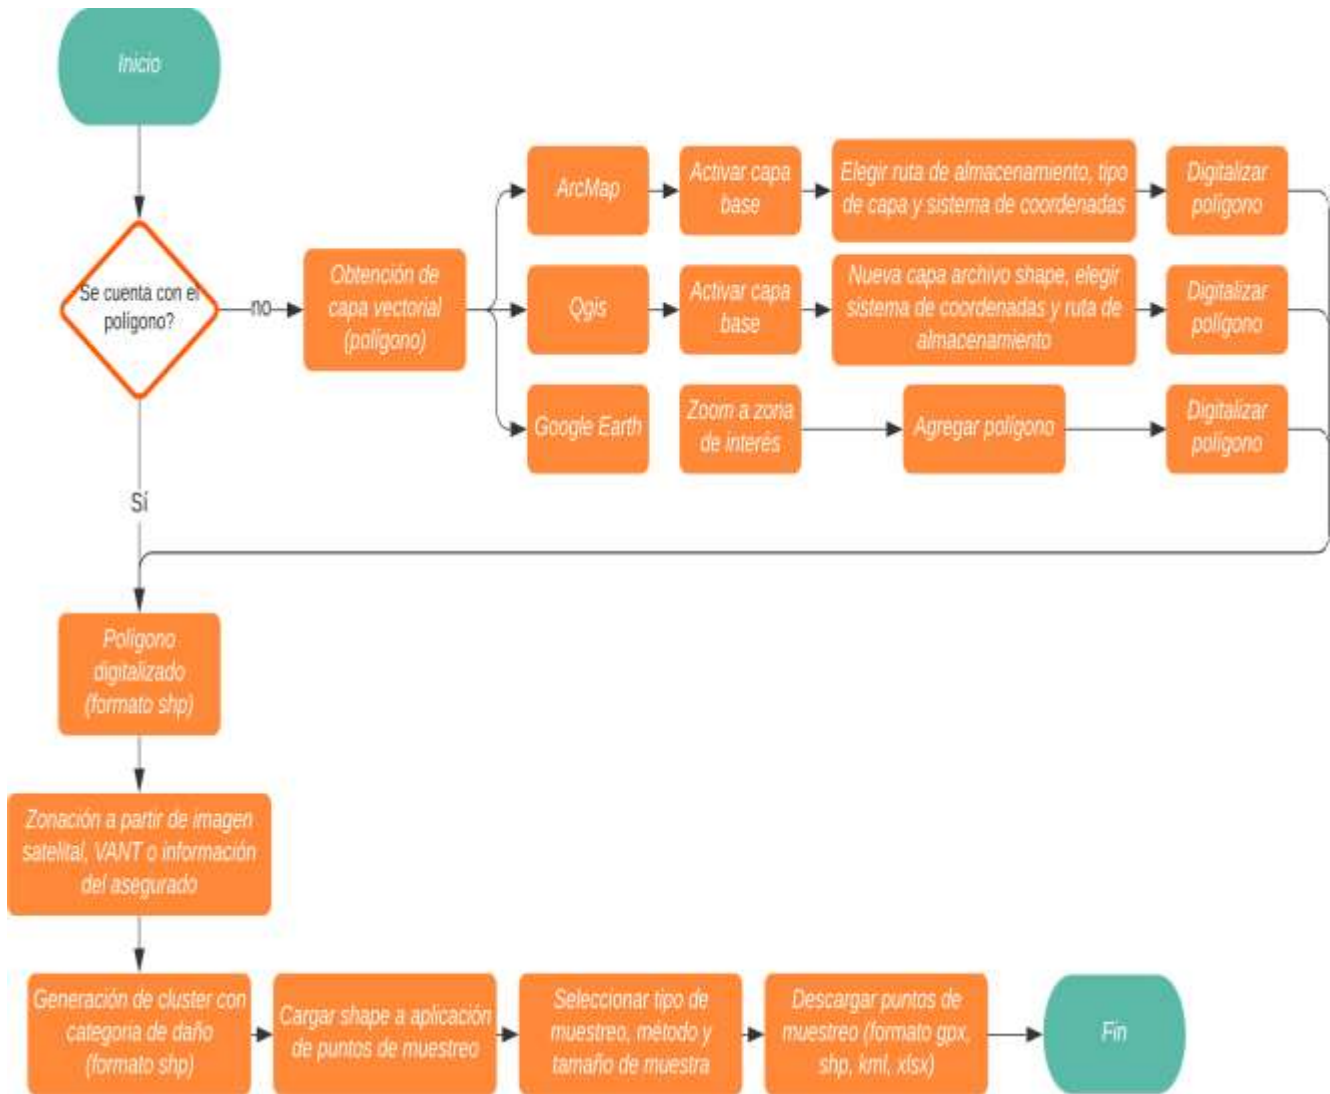 Inicio
Se cuenta con el
polígono?
no
Sí
Obtención de
capa vectorial
(polígono)
ArcMap
Activar capa
base
Elegir ruta de almacenamiento, tipo
de capa y sistema de coordenadas
Digitalizar
polígono
Qgis
Activar capa
base
Nueva capa archivo shape, elegir
sistema de coordenadas y ruta de
almacenamiento
Digitalizar
polígono
Google Earth
Zoom a zona
de interés
Agregar polígono
Digitalizar
polígono
Polígono
digitalizado
(formato shp)
Zonación a partir de imagen
satelital, VANT o información
del asegurado
Generación de cluster con
categoria de daño
(formato shp)
Cargar shape a aplicación
de puntos de muestreo
Seleccionar tipo de
muestreo, método y
tamaño de muestra
Descargar puntos de
muestreo (formato gpx,
shp, kml, xlsx)
Fin